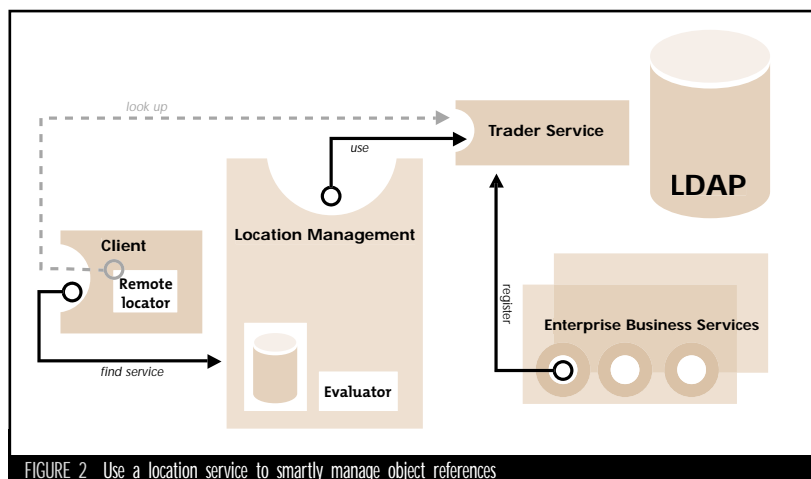 look up
Trader Service
use
LDAP
Location Management
Client
Remote
locator
register
Enterprise Business Services
find service
Evaluator
FIGURE 2 Use a location service to smartly manage object references